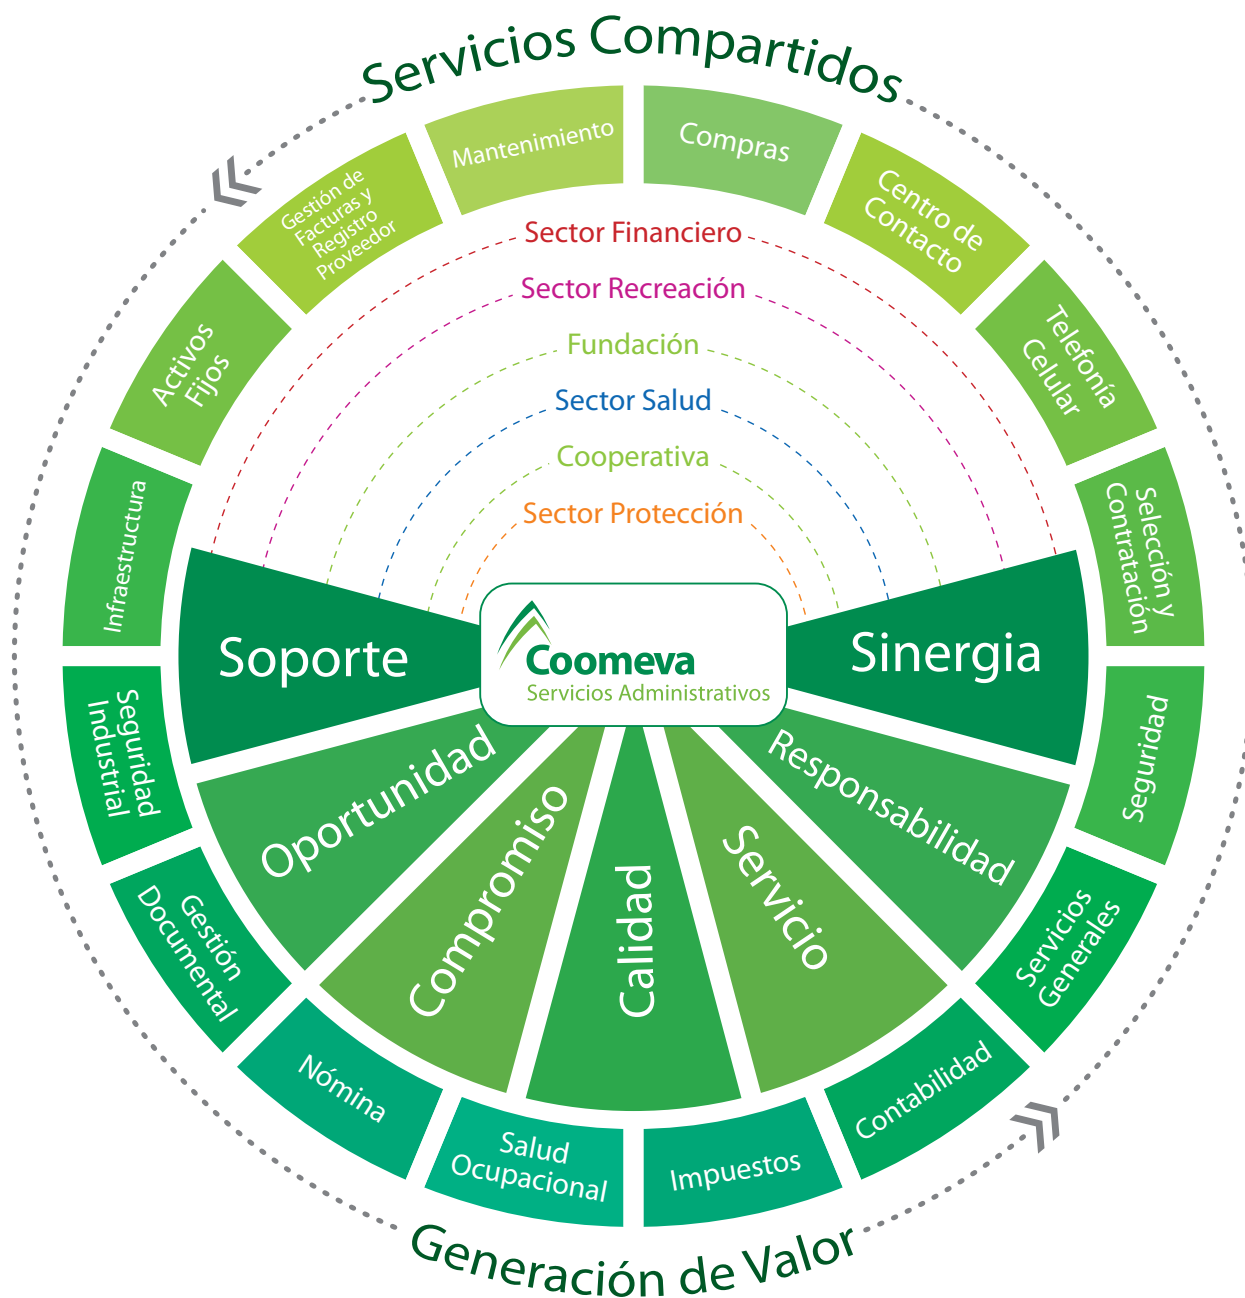 Servicios Compartidos
Mantenimiento
Compras
Centro de
Contacto
Telefonía
Celular
Selección y
Contratación
Seguridad
Servicios
Generales
Contabilidad
Impuestos
Salud
Ocupacional
Nómina
Gestión
Documental
Seguridad
Industrial
Infraestructura
Activos
Fijos
Gestión de
Facturas y
Registro
Proveedor
Sector Financiero
Sector Recreación
Fundación
Sector Salud
Cooperativa
Sector Protección
Coomeva
Servicios Administrativos
Soporte
Oportunidad
Compromiso
Calidad
Servicio
Responsabilidad
Sinergia
Generación de Valor